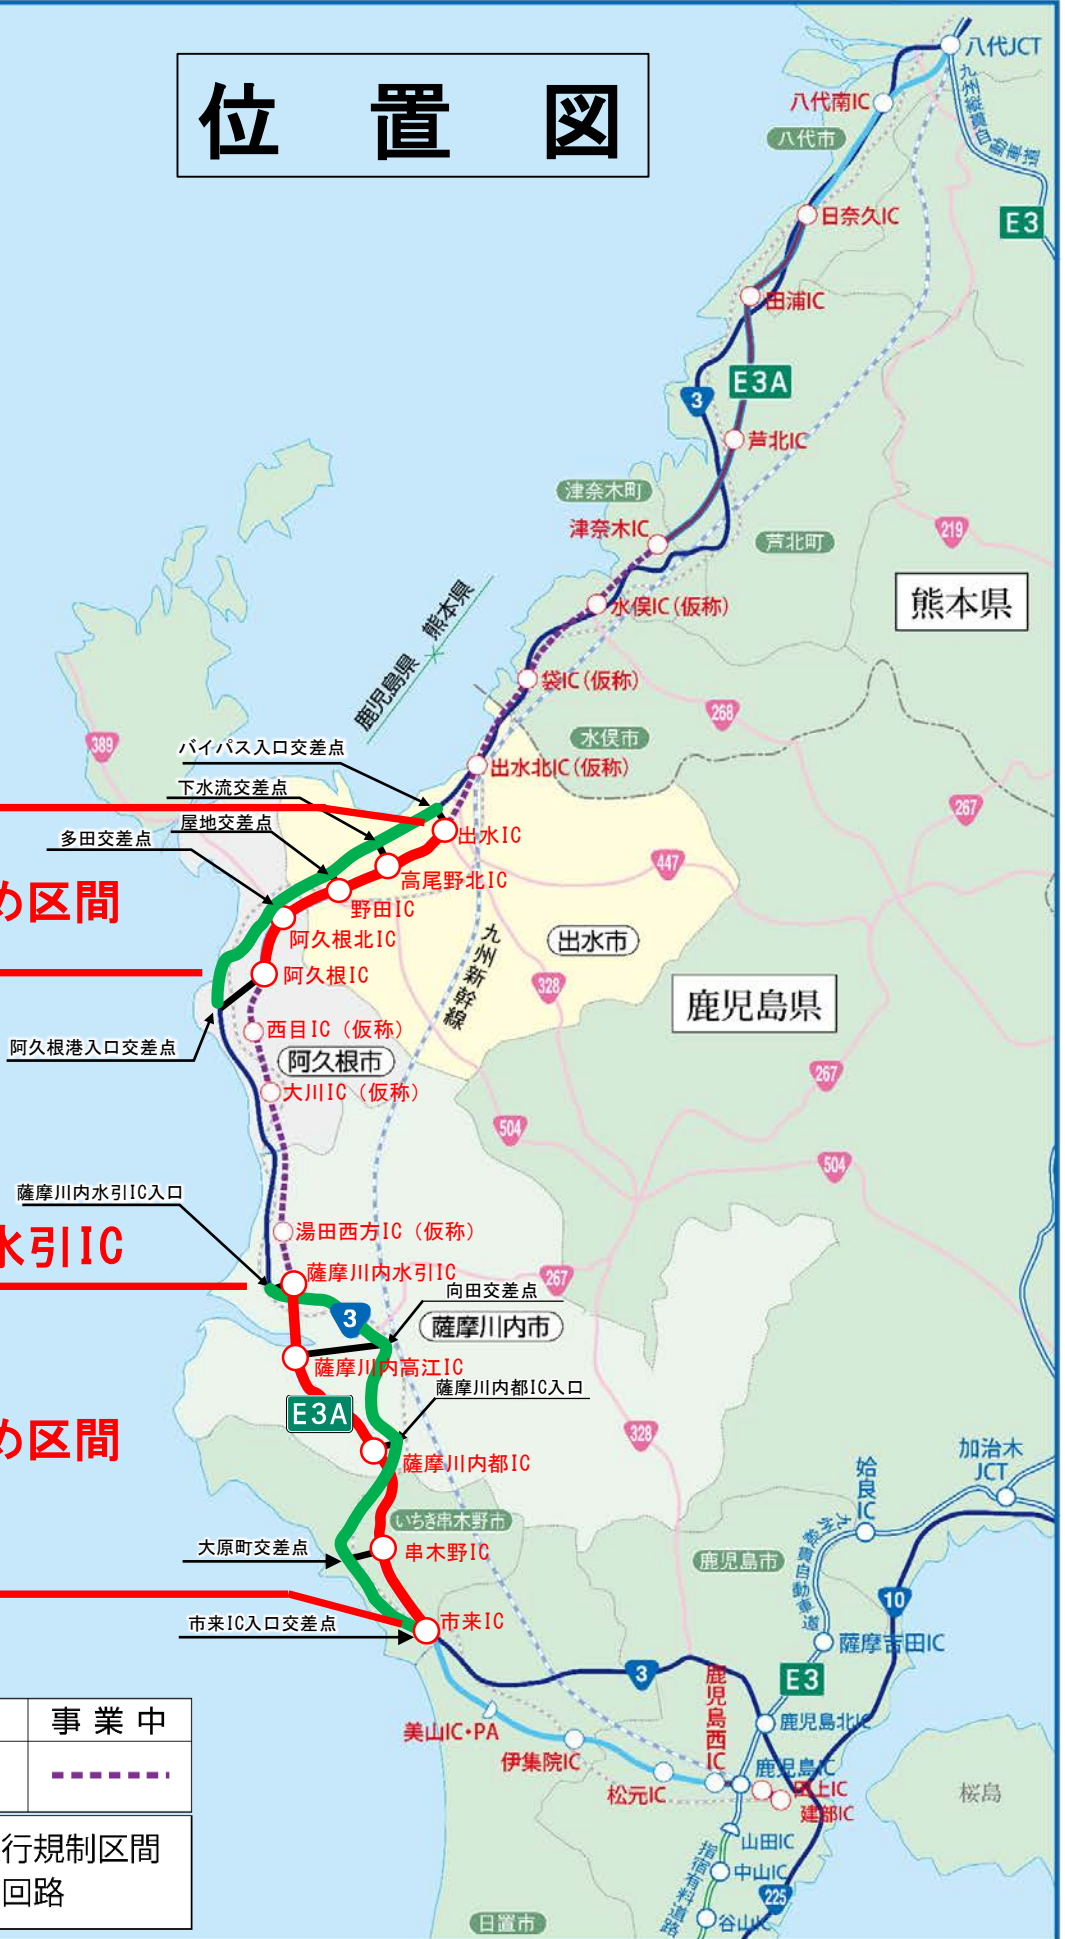 位置図
八代JCT
八代南IC
八代市
九州縦貫自動車道
E3
日奈久IC
田浦IC
E3A
3
芦北IC
津奈木町
津奈木IC
芦北町
219
熊本県
水俣IC(仮称)
熊本県
鹿児島県
袋IC(仮称)
268
水俣市
389
バイパス入口交差点
出水北IC(仮称)
下水流交差点
267
屋地交差点
多田交差点
出水IC
447
高尾野北IC
め区間
野田IC
阿久根北IC
九州新幹線
出水市
阿久根IC
328
鹿児島県
西目IC(仮称)
阿久根港入口交差点
阿久根市
267
大川IC(仮称)
504
504
薩摩川内水引IC入口
湯田西方IC(仮称)
水引IC
薩摩川内水引IC
267
向田交差点
3
薩摩川内市
薩摩川内高江IC
薩摩川内都IC入口
E3A
328
め区間
薩摩川内都IC
加治木JCT
姶良IC
いちき串木野市
大原町交差点
串木野IC
鹿児島市
九州縦貫自動車道
10
市来IC入口交差点
市来IC
薩摩吉田IC
3
鹿児島西IC
E3
事業中
美山IC・PA
鹿児島北IC
伊集院IC
鹿児島IC
松元IC
田上IC
建部IC
桜島
行規制区間
回路
山田IC
指宿有料道路
中山IC
225
日置市
谷山IC